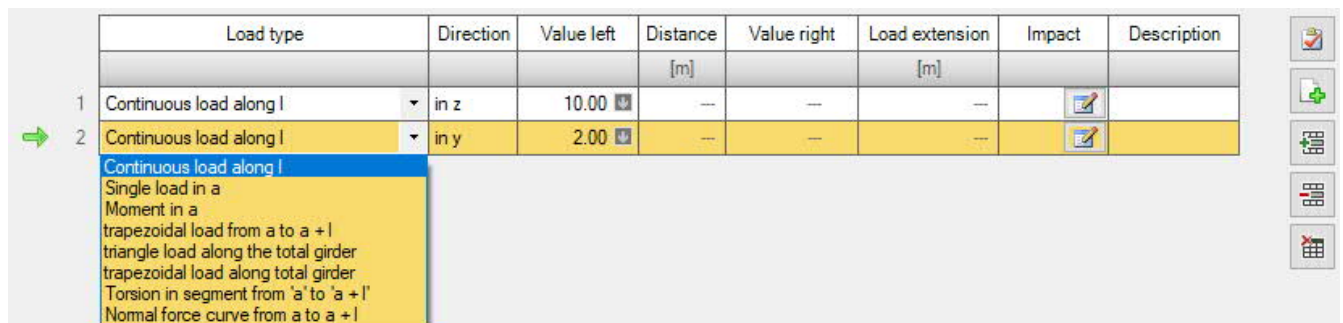 Load type Direction Value left Distance Value right Load extension Impact Description
[m] [m]
1 Continuous load along l in z 10.00 --- --- ---
2 Continuous load along l in y 2.00 --- --- ---
Continuous load along l
Single load in a
Moment in a
trapezoidal load from a to a + l
triangle load along the total girder
trapezoidal load along total girder
Torsion in segment from 'a' to 'a + l'
Normal force curve from a to a + l